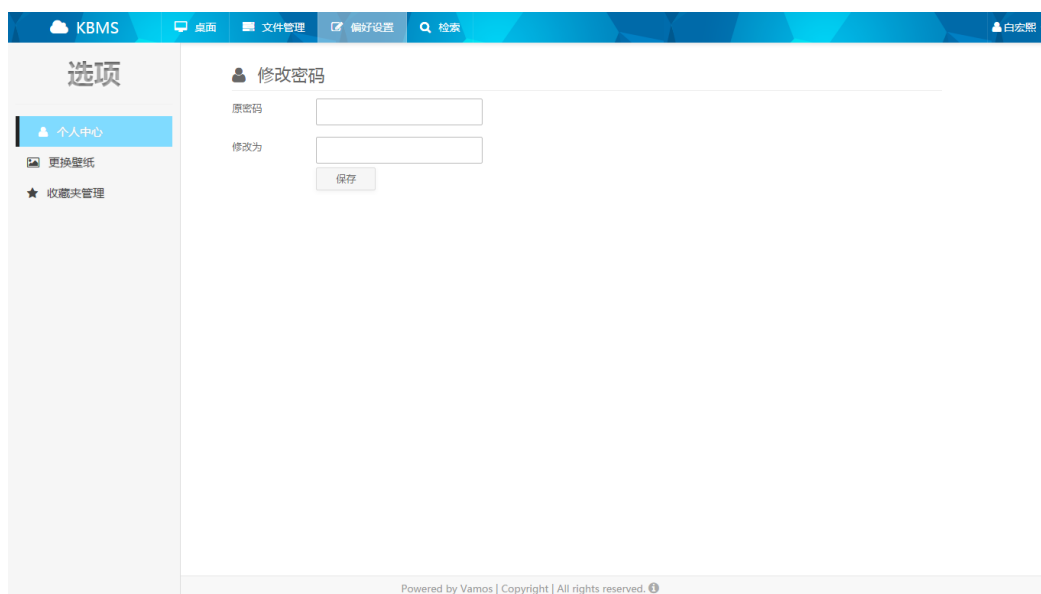 KBMS 桌面 文件管理 偏好设置 检索 白宏熙
选项
个人中心
更换壁纸
收藏夹管理
修改密码
原密码
修改为
保存
Powered by Vamos | Copyright | All rights reserved.